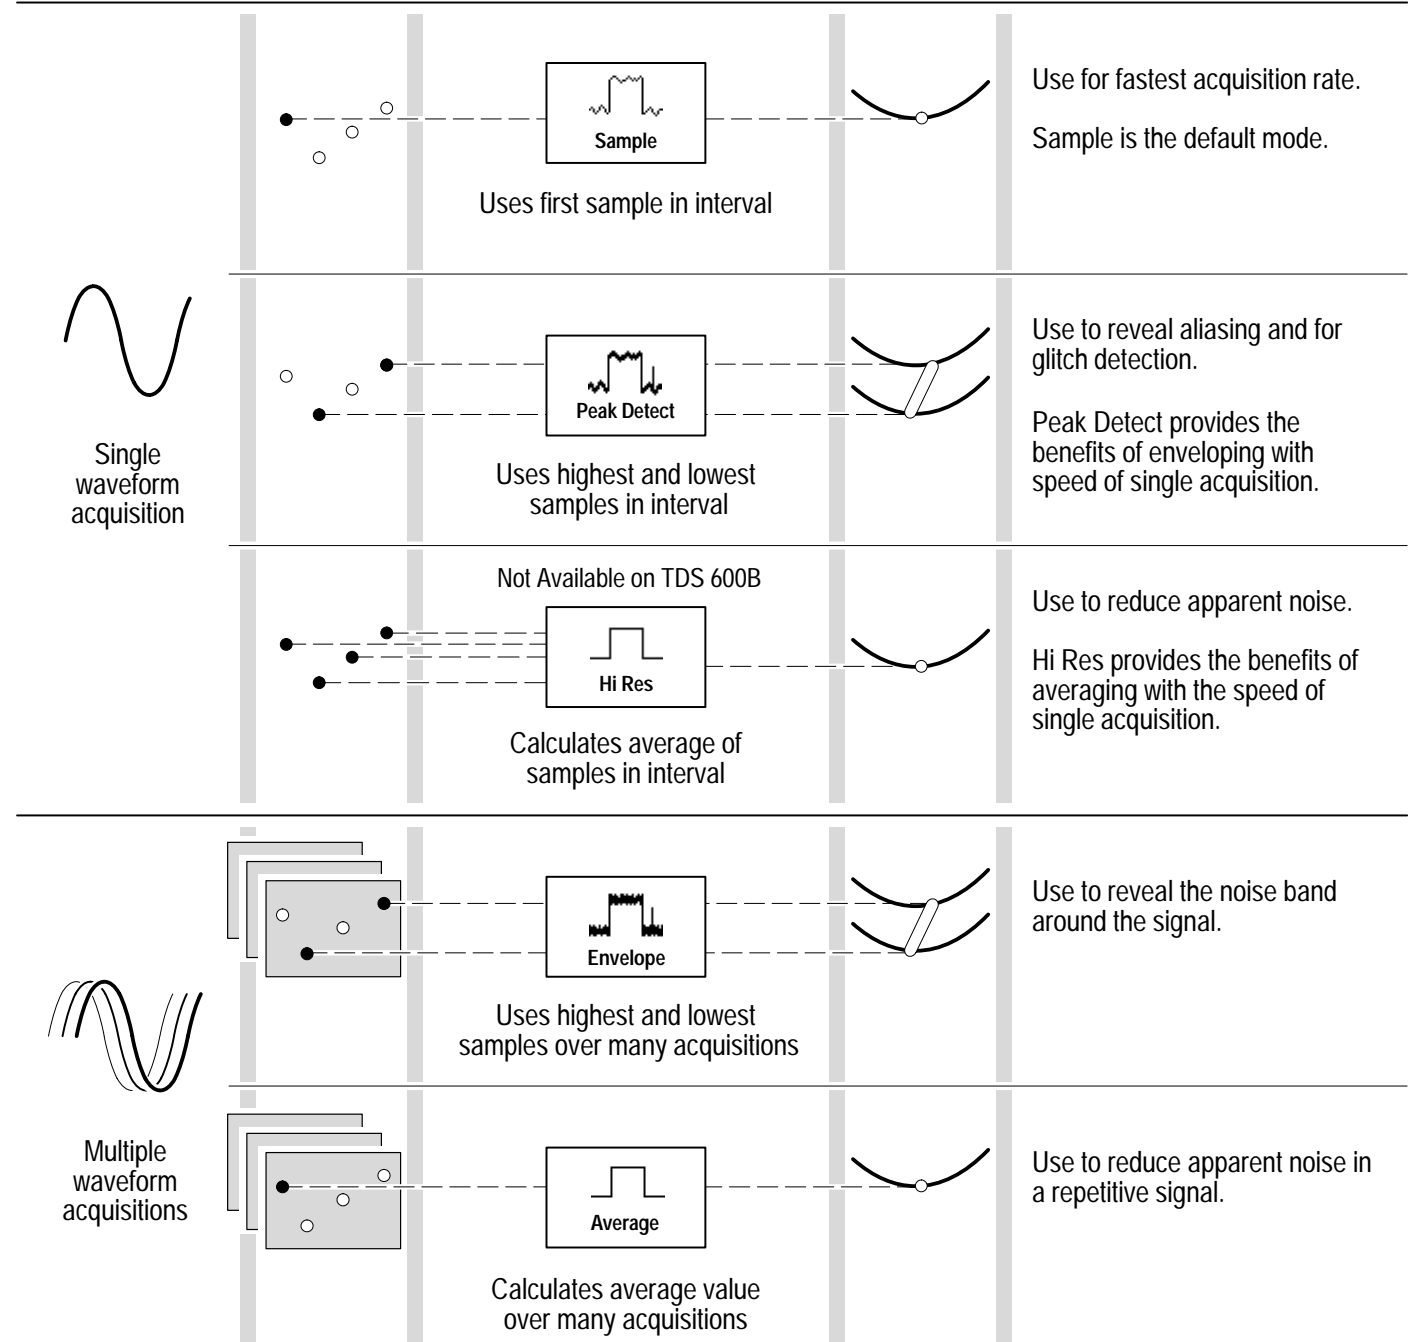 Use for fastest acquisition rate.
Sample is the default mode.
Sample
Uses first sample in interval
Single
waveform
acquisition
Use to reveal aliasing and for
glitch detection.
Peak Detect provides the
benefits of enveloping with
speed of single acquisition.
Peak Detect
Uses highest and lowest
samples in interval
Not Available on TDS 600B
Hi Res
Calculates average of
samples in interval
Use to reduce apparent noise.
Hi Res provides the benefits of
averaging with the speed of
single acquisition.
Multiple
waveform
acquisitions
Envelope
Uses highest and lowest
samples over many acquisitions
Use to reveal the noise band
around the signal.
Average
Calculates average value
over many acquisitions
Use to reduce apparent noise in
a repetitive signal.